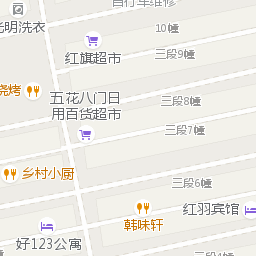 自行车维修
光明洗衣
10幢
红旗超市
三段9幢
烧烤
五花八门日
用百货超市
三段8幢
三段7幢
乡村小厨
三段6幢
红羽宾馆
韩味轩
好123公寓